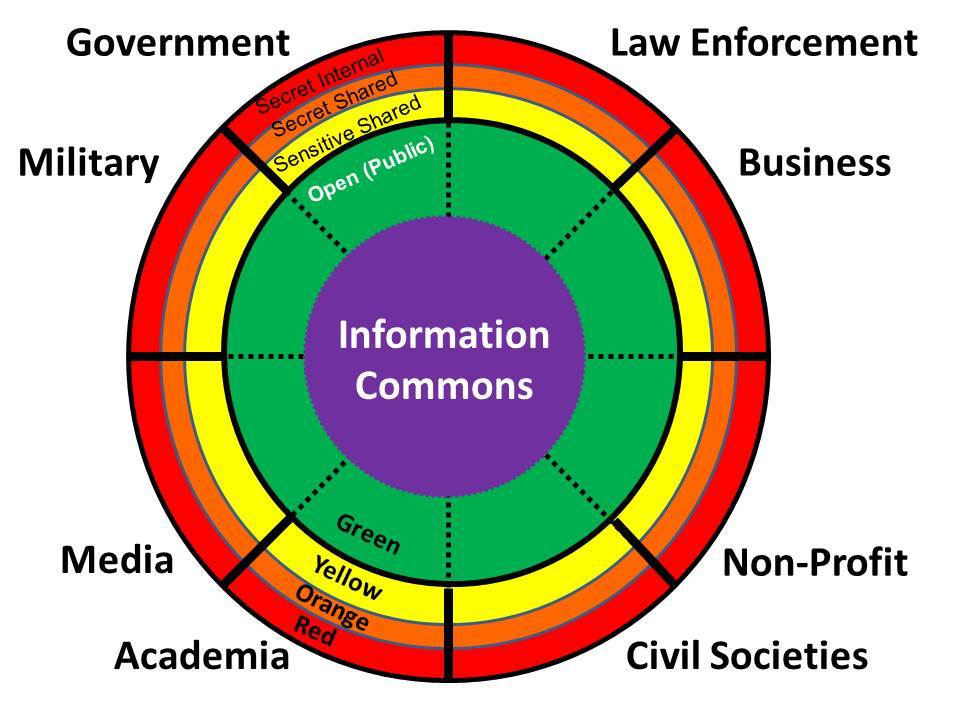 Government
Law Enforcement
Secret Internal
Secret Shared
Sensitive Shared
Open (Public)
Military
Business
Information
Commons
Green
Yellow
Orange
Red
Media
Non-Profit
Academia
Civil Societies